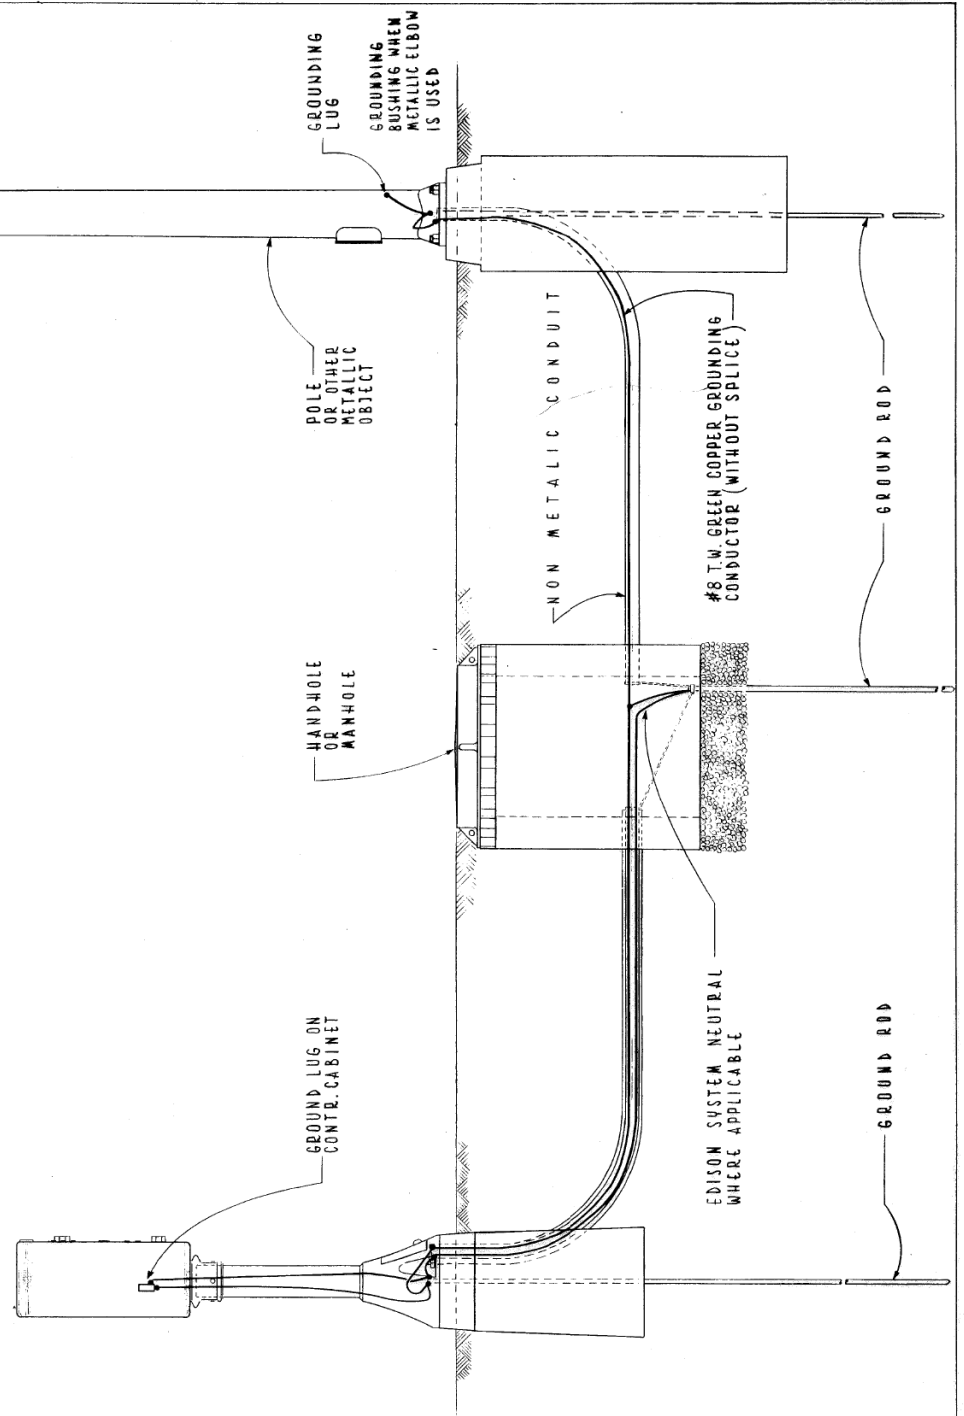 GROUNDING
LUG
GROUNDING
BUSHING WHEN
METALLIC ELBOW
IS USED
POLE
OR OTHER
METALLIC
OBJECT
HANDHOLE
OR
MANHOLE
GROUND LUG ON
CONTR. CABINET
NON METALIC CONDUIT
#8 T.W. GREEN COPPER GROUNDING
CONDUCTOR (WITHOUT SPLICE)
GROUND ROD
EDISON SYSTEM NEUTRAL
WHERE APPLICABLE
GROUND ROD